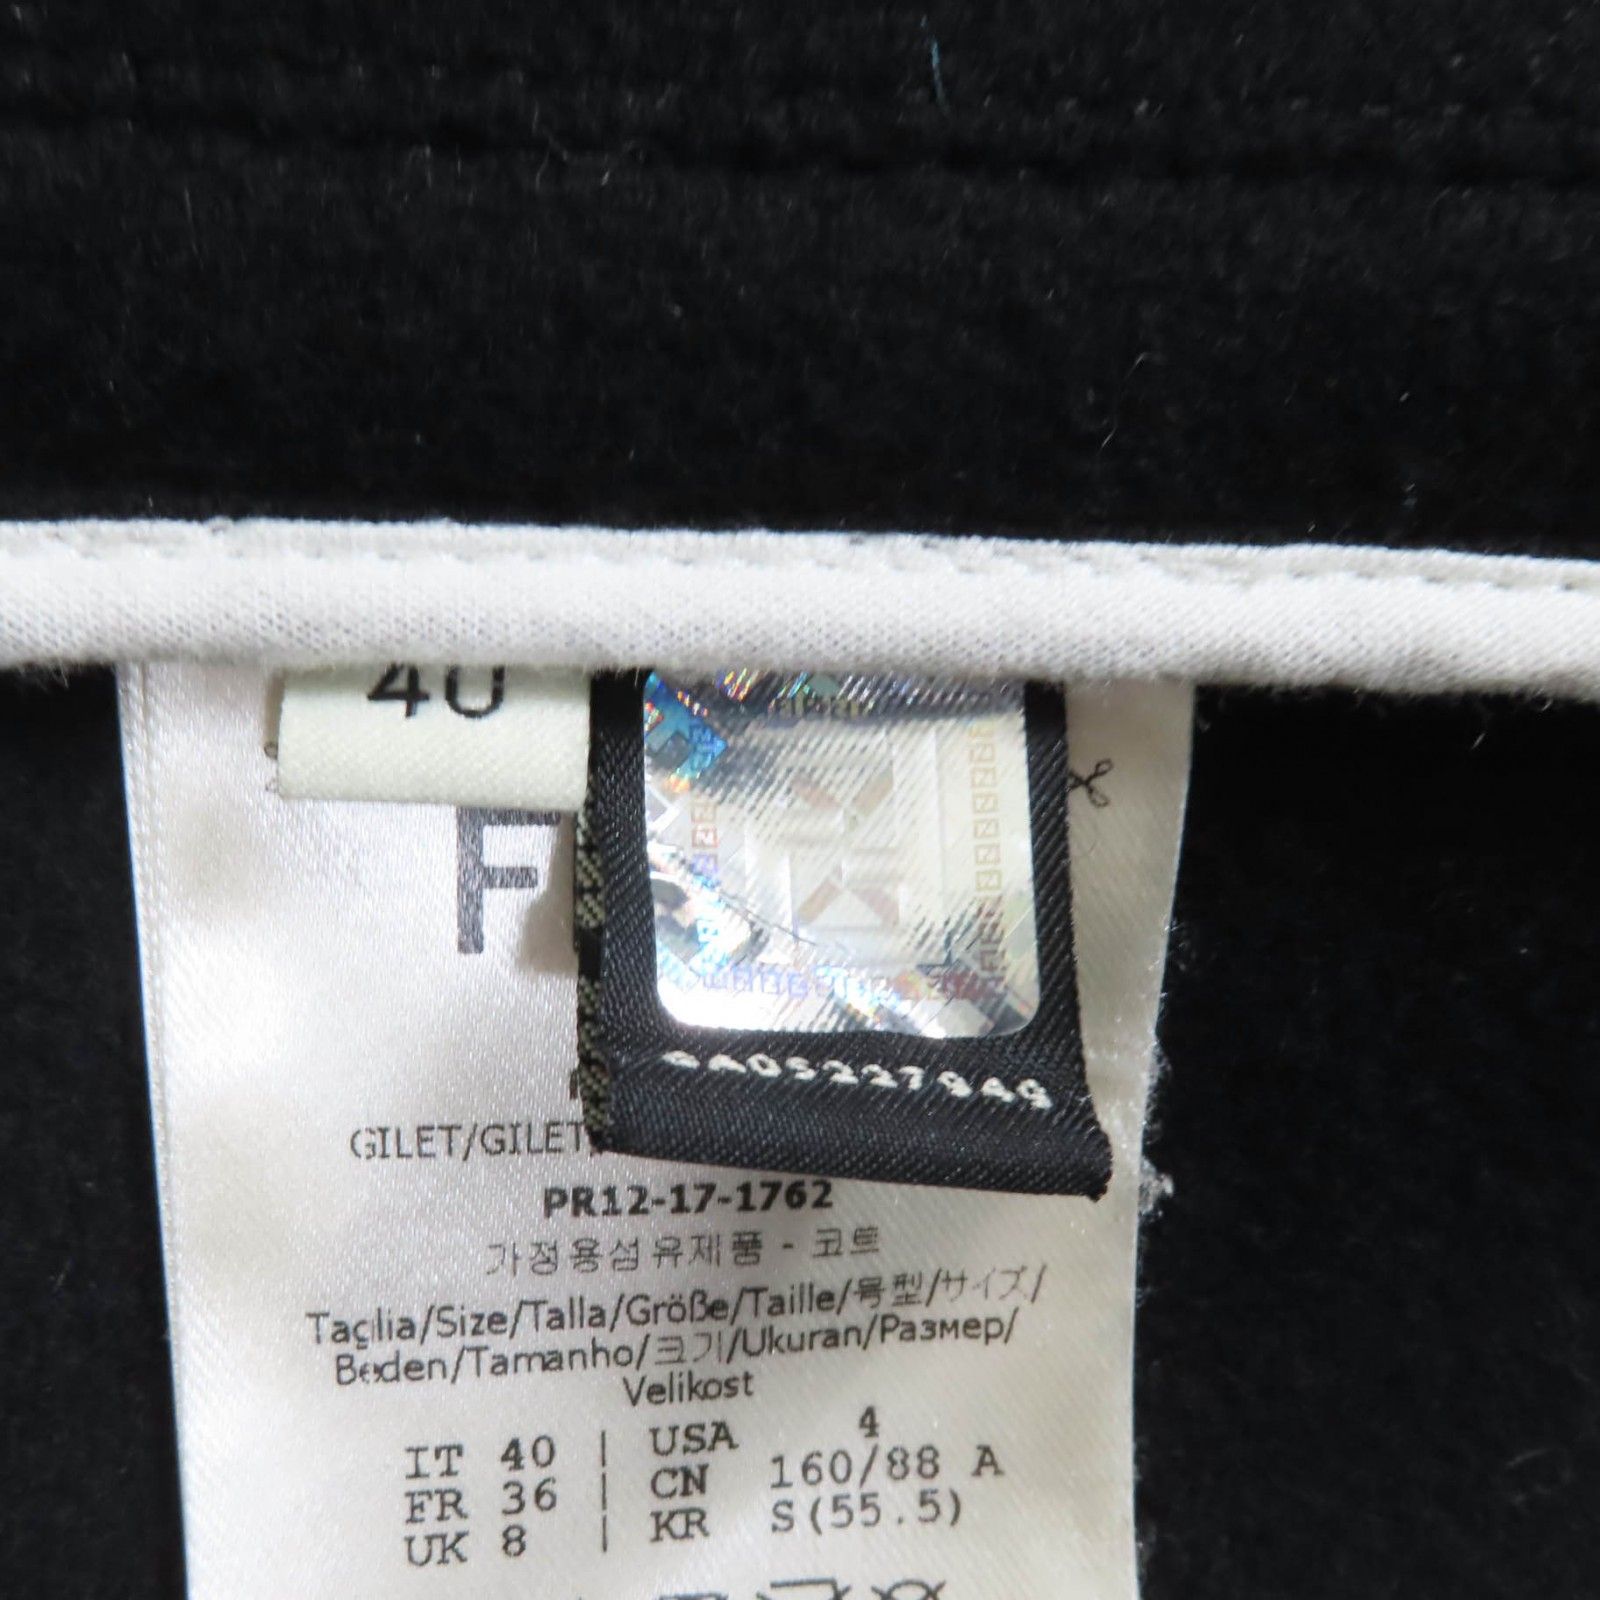 40
F
AA05227949
GILET/GILET
PR12-17-1762
가정용섬유제품 - 코트
Taglia/Size/Talla/Größe/Taille/号型/サイズ/
Beden/Tamanho/크기/Ukuran/Размер/
Velikost
IT 40 | USA 4
FR 36 | CN 160/88 A
UK 8 | KR S(55.5)